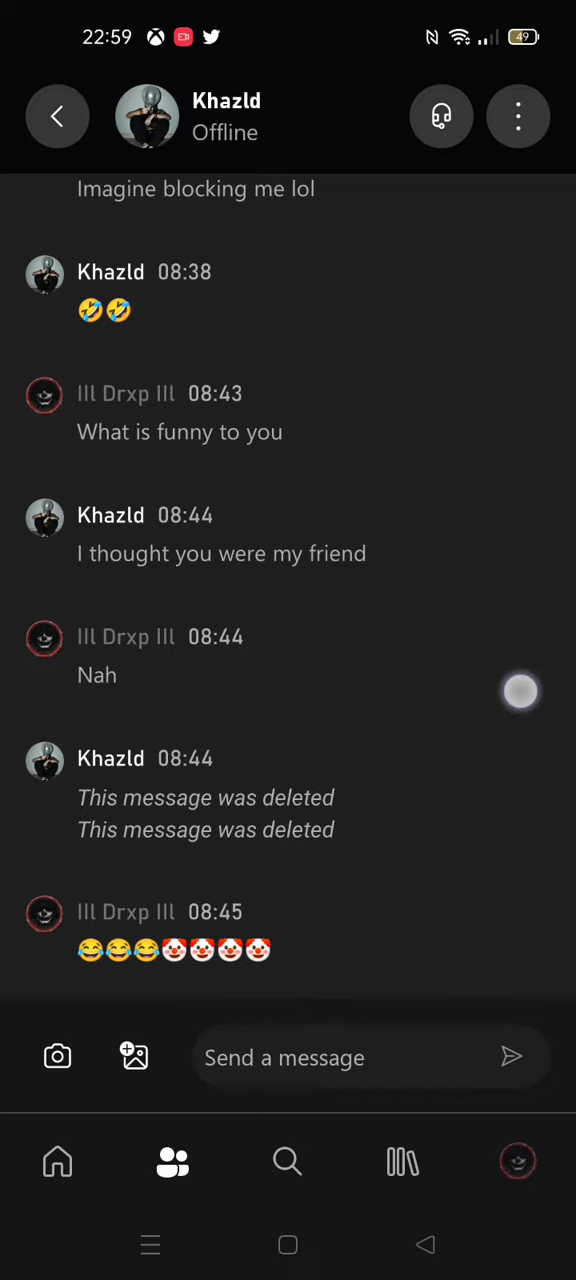 22:59
49
Khazld
Offline
Imagine blocking me lol
Khazld 08:38
🤣🤣
Ill Drxp Ill 08:43
What is funny to you
Khazld 08:44
I thought you were my friend
Ill Drxp Ill 08:44
Nah
Khazld 08:44
This message was deleted
This message was deleted
Ill Drxp Ill 08:45
😂😂😂🤡🤡🤡🤡
Send a message